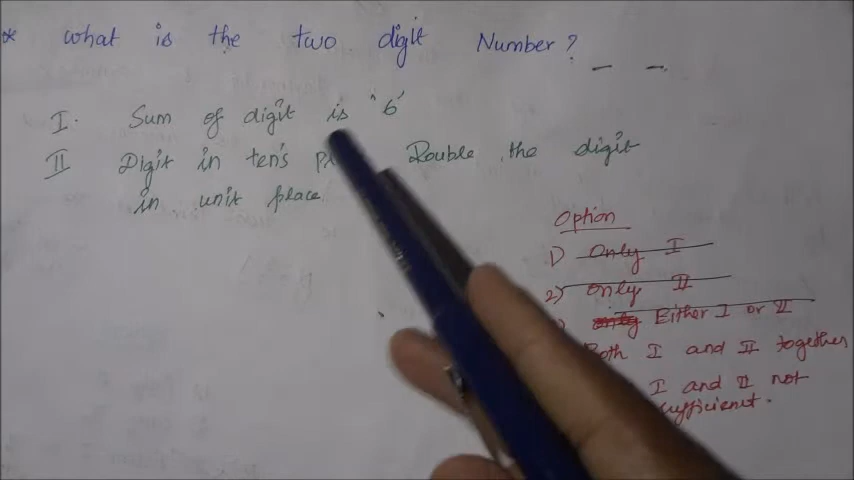 * what is the two digit Number? _ _
I. Sum of digit is '6'
II Digit in ten's Double the digit
in unit place
Option
1) Only I
2) Only II
Either I or II
Both I and II together
I and II not
sufficient.